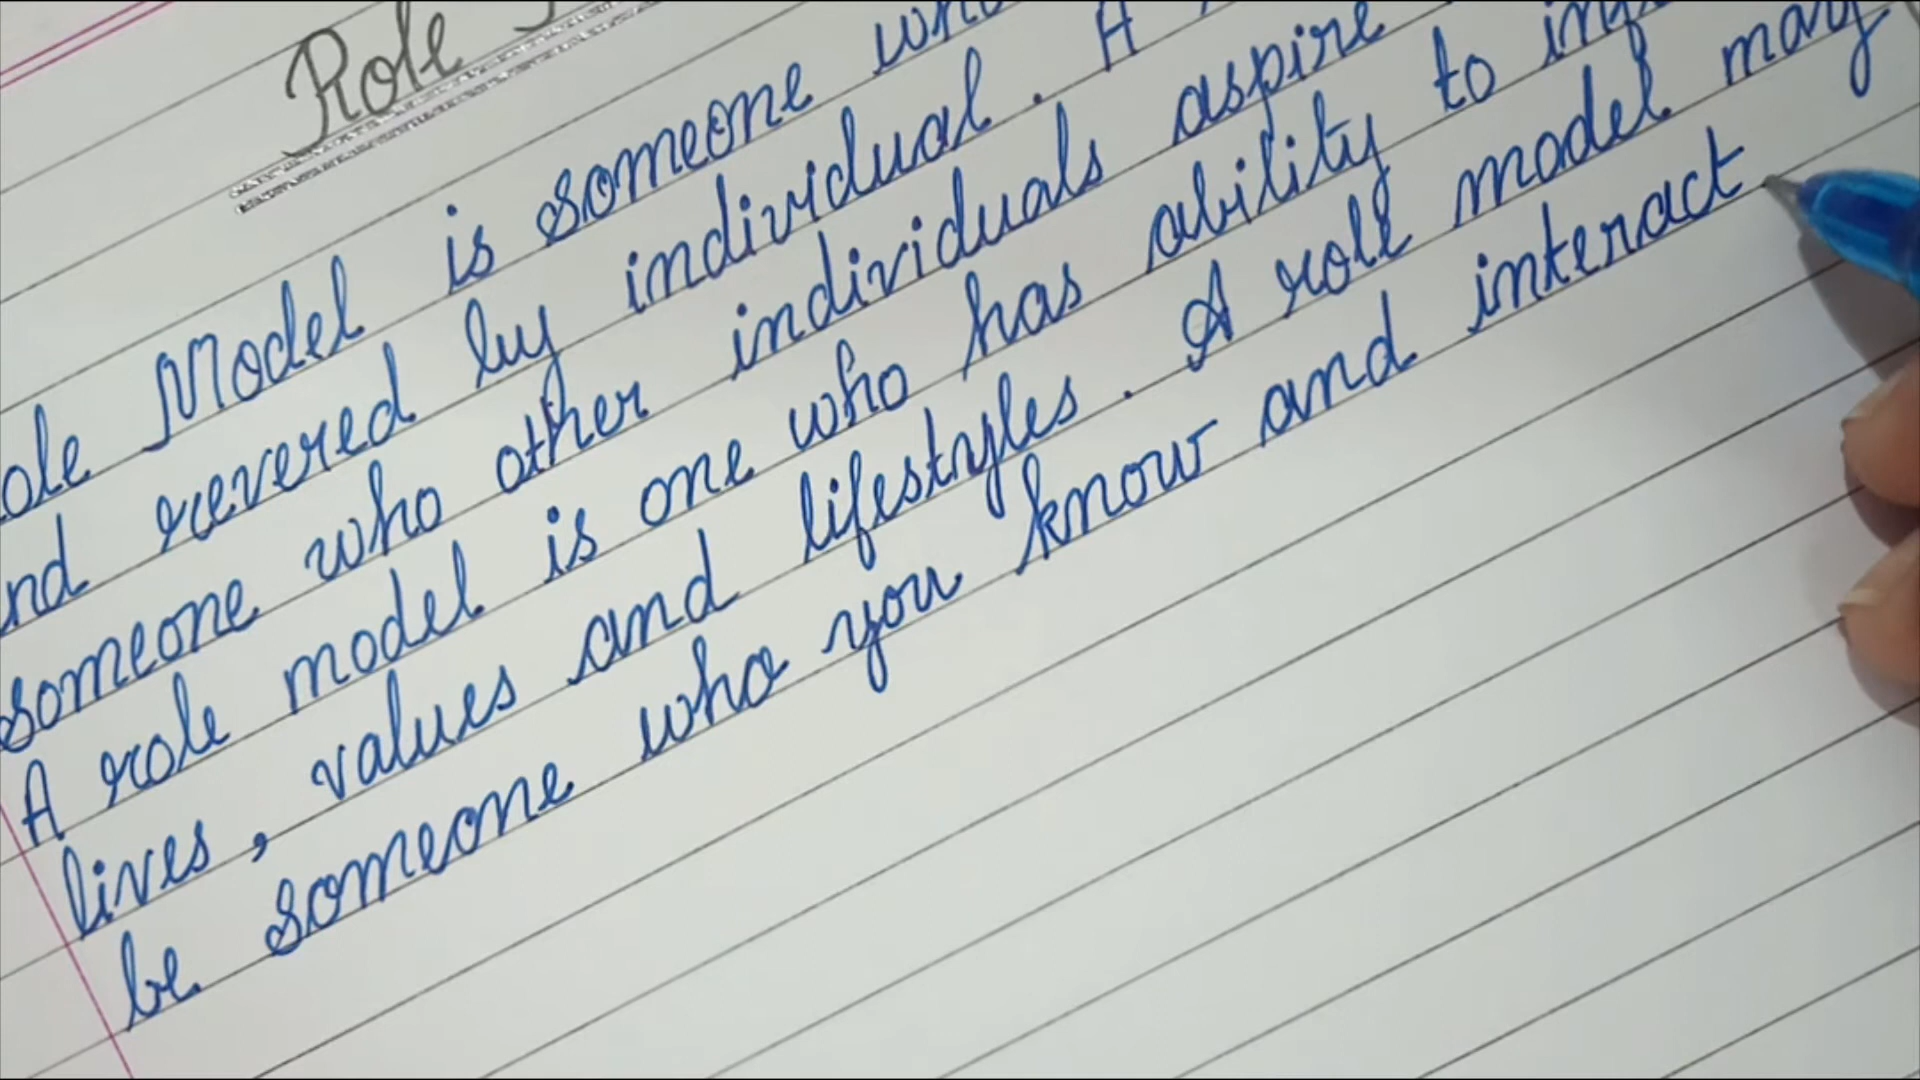 Role
ole Model is someone who
nd revered by individual. A
someone who other individuals aspire
A role model is one who has ability to inf
lives, values and lifestyles. A role model may
be someone who you know and interact